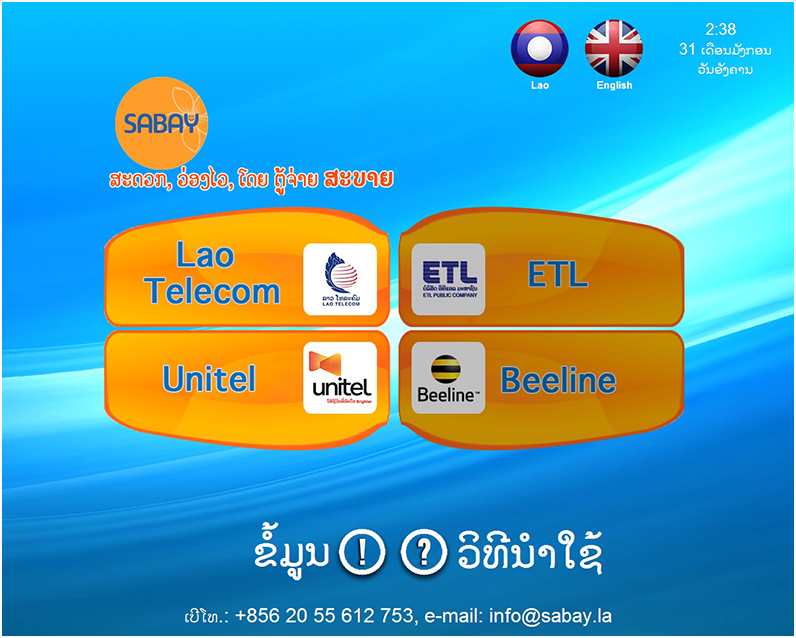 2:38
31 ເດືອນມັງກອນ
ວັນອັງຄານ
Lao
English
SABAY
ສະດວກ, ວ່ອງໄວ, ໂດຍ ຕູ້ຈ່າຍ ສະບາຍ
Lao
Telecom
ລາວ ໂທລະຄົມ
LAO TELECOM
ETL
ETL PUBLIC COMPANY
ETL
Unitel
unitel
Beeline™
Beeline
ຂໍ້ມູນ ! ? ວິທີນຳໃຊ້
ເບີໂທ.: +856 20 55 612 753, e-mail: info@sabay.la